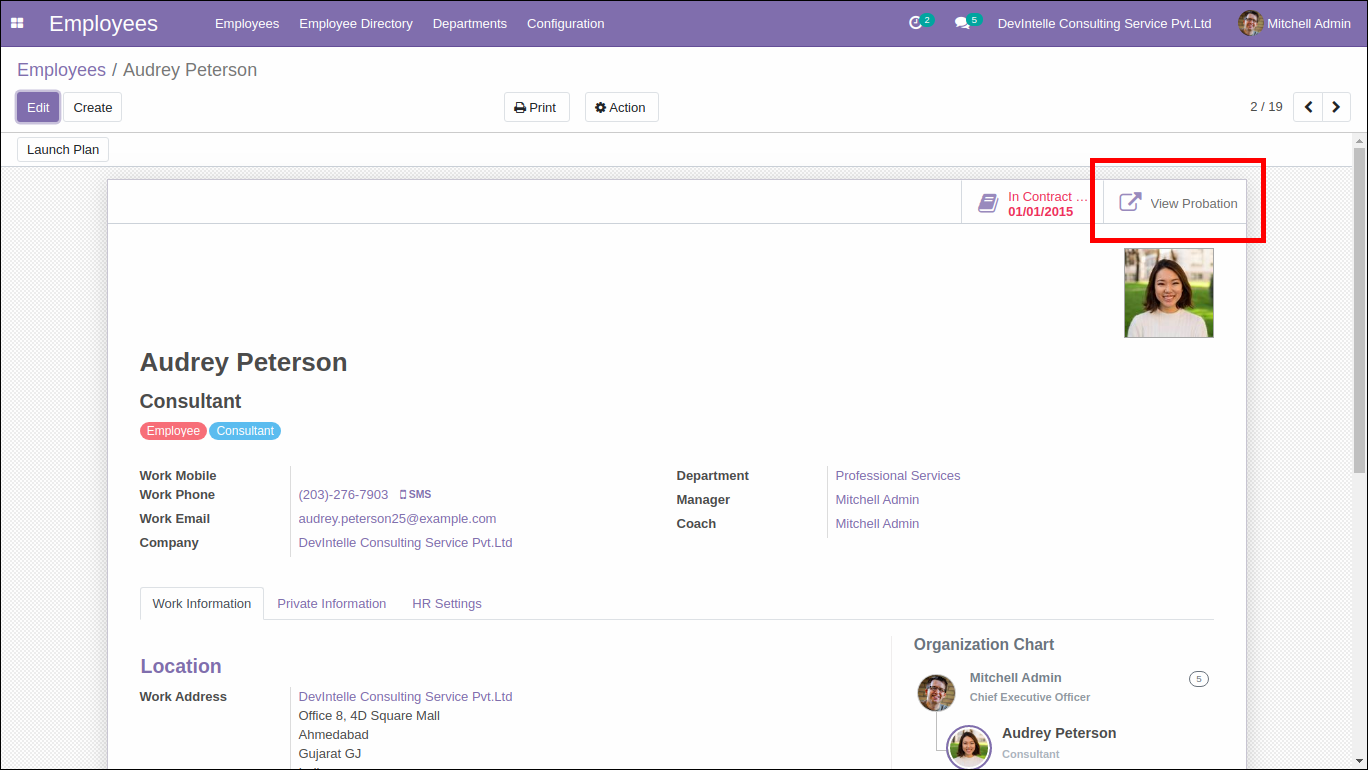 Employees Employees Employee Directory Departments Configuration 2 5 DevIntelle Consulting Service Pvt.Ltd Mitchell Admin
Employees / Audrey Peterson
Edit Create Print Action 2 / 19
Launch Plan
In Contract ...
01/01/2015
View Probation
Audrey Peterson
Consultant
Employee Consultant
Work Mobile
Work Phone (203)-276-7903 SMS
Work Email audrey.peterson25@example.com
Company DevIntelle Consulting Service Pvt.Ltd
Department Professional Services
Manager Mitchell Admin
Coach Mitchell Admin
Work Information Private Information HR Settings
Location
Work Address DevIntelle Consulting Service Pvt.Ltd
Office 8, 4D Square Mall
Ahmedabad
Gujarat GJ
Organization Chart
Mitchell Admin 5
Chief Executive Officer
Audrey Peterson
Consultant